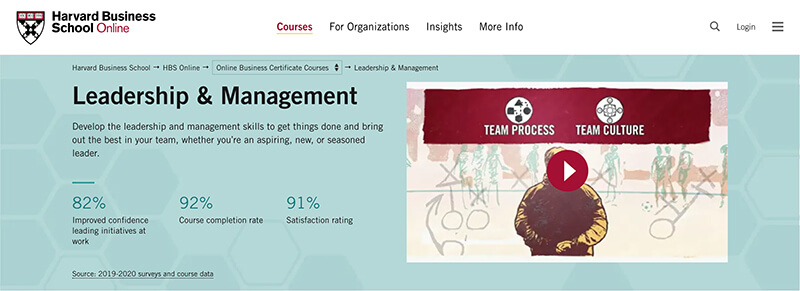 Harvard Business
School Online
Courses
For Organizations
Insights
More Info
Login
Harvard Business School → HBS Online → Online Business Certificate Courses → Leadership & Management
Leadership & Management
Develop the leadership and management skills to get things done and bring
out the best in your team, whether you're an aspiring, new, or seasoned
leader.
82%
Improved confidence
leading initiatives at
work
92%
Course completion rate
91%
Satisfaction rating
Source: 2019-2020 surveys and course data
TEAM PROCESS
TEAM CULTURE